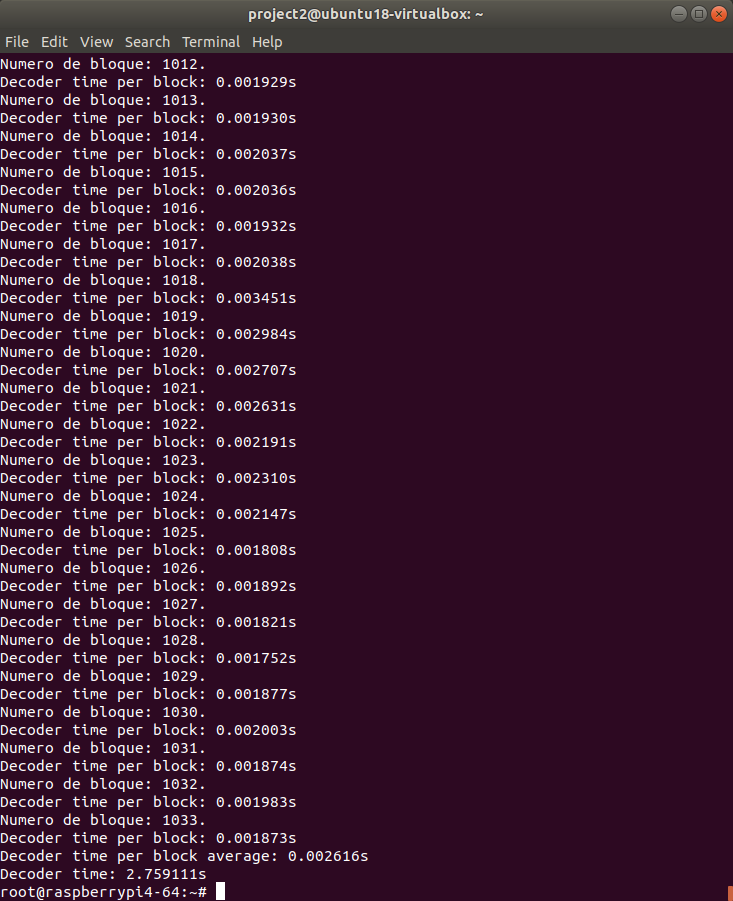 project2@ubuntu18-virtualbox: ~
File Edit View Search Terminal Help
Numero de bloque: 1012.
Decoder time per block: 0.001929s
Numero de bloque: 1013.
Decoder time per block: 0.001930s
Numero de bloque: 1014.
Decoder time per block: 0.002037s
Numero de bloque: 1015.
Decoder time per block: 0.002036s
Numero de bloque: 1016.
Decoder time per block: 0.001932s
Numero de bloque: 1017.
Decoder time per block: 0.002038s
Numero de bloque: 1018.
Decoder time per block: 0.003451s
Numero de bloque: 1019.
Decoder time per block: 0.002984s
Numero de bloque: 1020.
Decoder time per block: 0.002707s
Numero de bloque: 1021.
Decoder time per block: 0.002631s
Numero de bloque: 1022.
Decoder time per block: 0.002191s
Numero de bloque: 1023.
Decoder time per block: 0.002310s
Numero de bloque: 1024.
Decoder time per block: 0.002147s
Numero de bloque: 1025.
Decoder time per block: 0.001808s
Numero de bloque: 1026.
Decoder time per block: 0.001892s
Numero de bloque: 1027.
Decoder time per block: 0.001821s
Numero de bloque: 1028.
Decoder time per block: 0.001752s
Numero de bloque: 1029.
Decoder time per block: 0.001877s
Numero de bloque: 1030.
Decoder time per block: 0.002003s
Numero de bloque: 1031.
Decoder time per block: 0.001874s
Numero de bloque: 1032.
Decoder time per block: 0.001983s
Numero de bloque: 1033.
Decoder time per block: 0.001873s
Decoder time per block average: 0.002616s
Decoder time: 2.759111s
root@raspberrypi4-64:~#